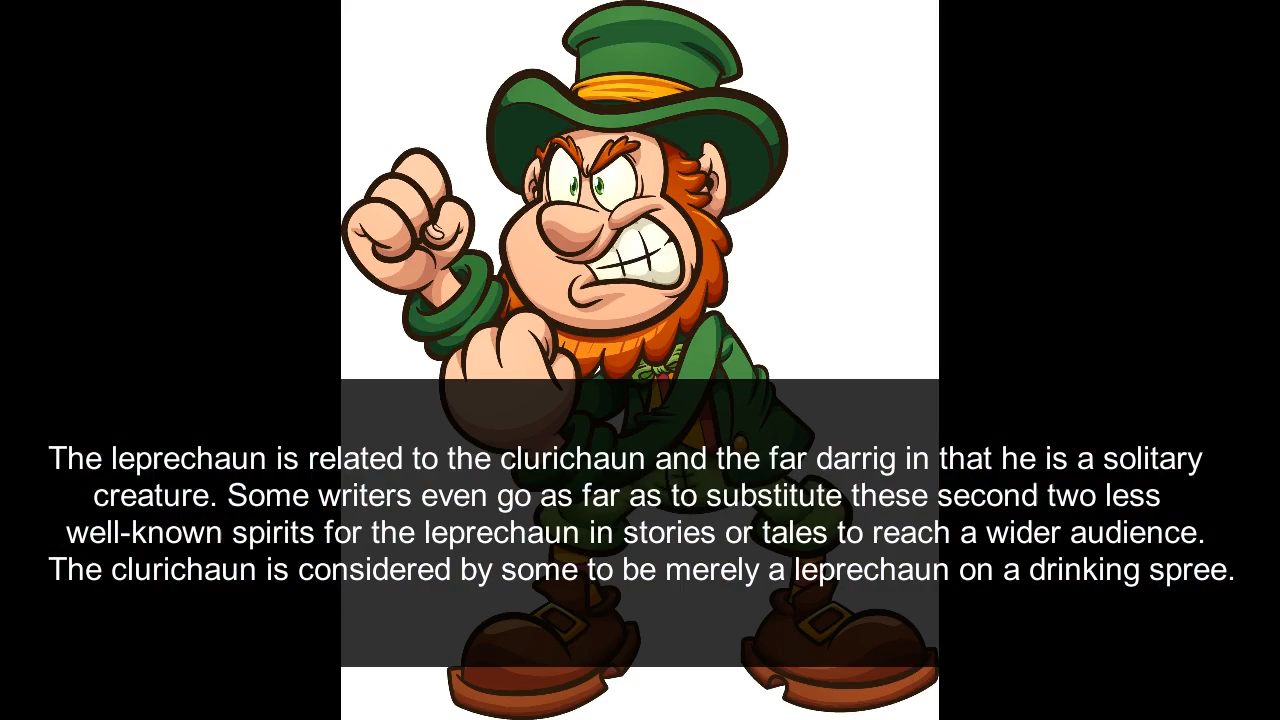 The leprechaun is related to the clurichaun and the far darrig in that he is a solitary
creature. Some writers even go as far as to substitute these second two less
well-known spirits for the leprechaun in stories or tales to reach a wider audience.
The clurichaun is considered by some to be merely a leprechaun on a drinking spree.